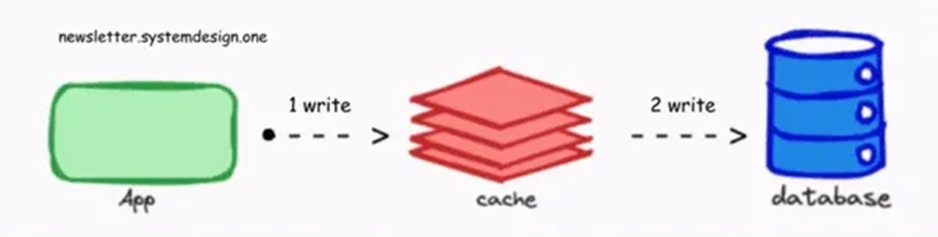 newsletter.systemdesign.one
1 write
2 write
App
cache
database